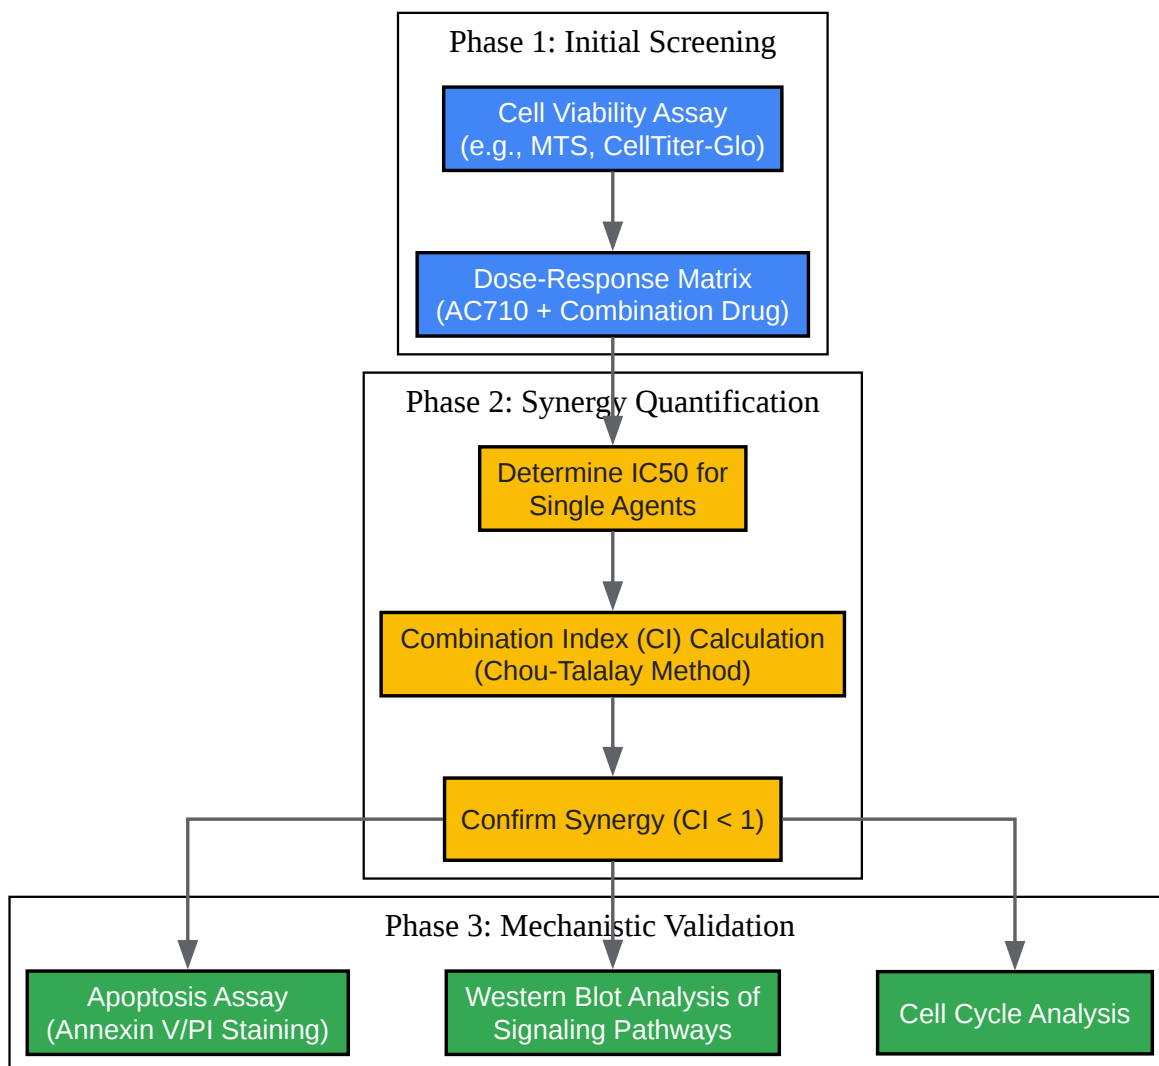 Phase 1: Initial Screening
Cell Viability Assay
(e.g., MTS, CellTiter-Glo)
Dose-Response Matrix
(AC710 + Combination Drug)
Phase 2: Synergy Quantification
Determine IC50 for
Single Agents
Combination Index (CI) Calculation
(Chou-Talalay Method)
Confirm Synergy (CI < 1)
Phase 3: Mechanistic Validation
Apoptosis Assay
(Annexin V/PI Staining)
Western Blot Analysis of
Signaling Pathways
Cell Cycle Analysis